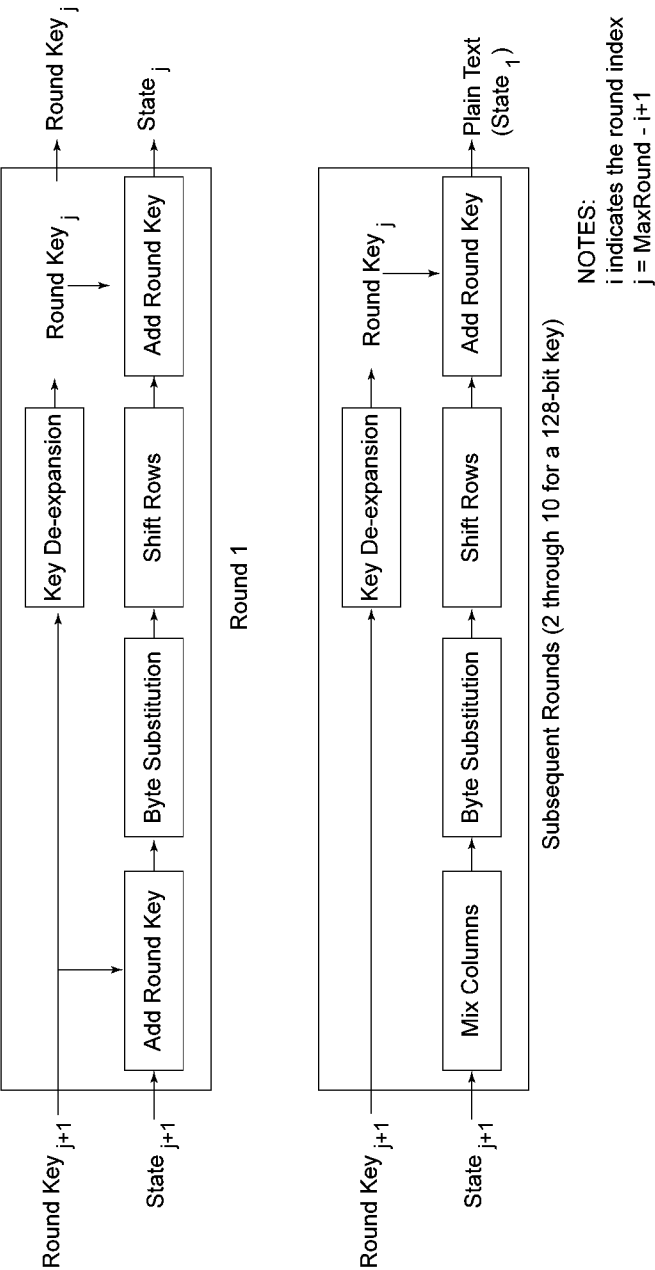 Round Key j+1
State j+1
Key De-expansion
Round Key j
Round Key j
Add Round Key
Byte Substitution
Shift Rows
Add Round Key
State j
Round 1
Round Key j+1
State j+1
Key De-expansion
Round Key j
Mix Columns
Byte Substitution
Shift Rows
Add Round Key
Plain Text
(State 1)
Subsequent Rounds (2 through 10 for a 128-bit key)
NOTES:
i indicates the round index
j = MaxRound - i+1